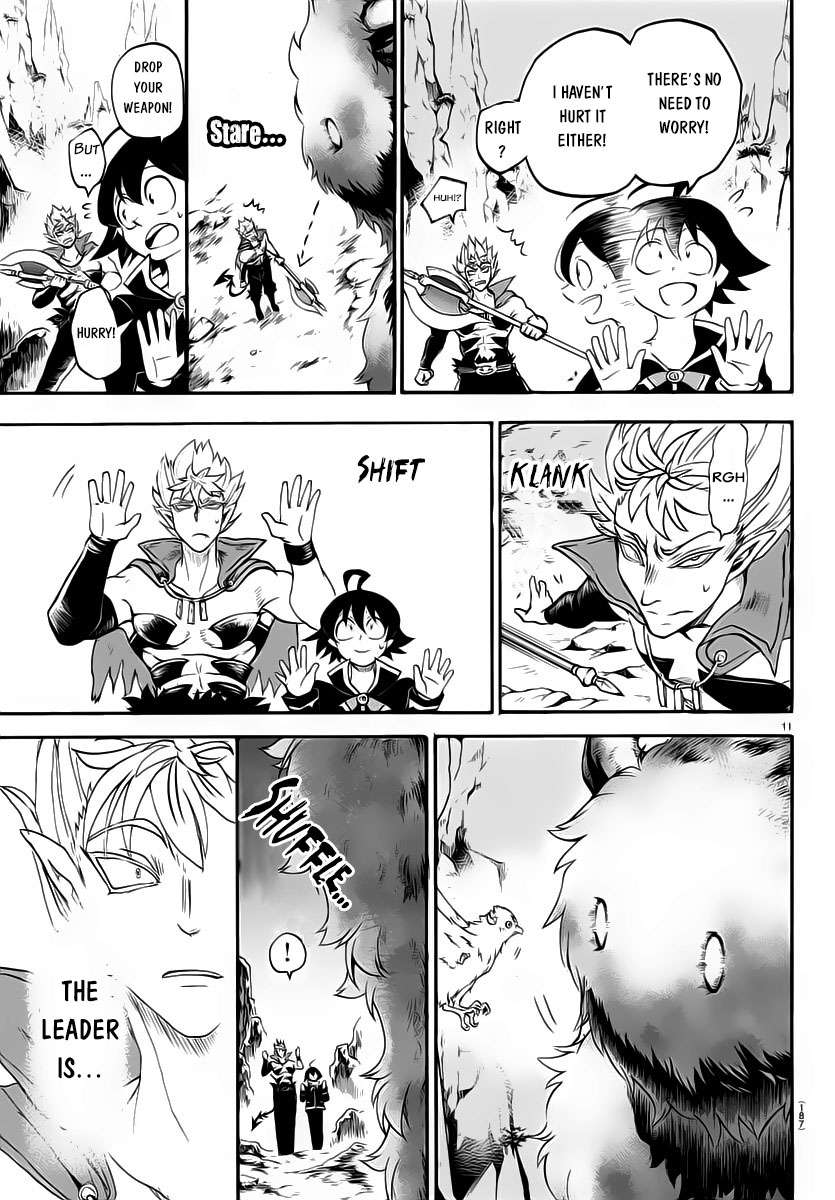 THERE'S NO
NEED TO
WORRY!
I HAVEN'T
HURT IT
EITHER!
RIGHT
?
HUH!?
Stare...
DROP
YOUR
WEAPON!
BUT
...
HURRY!
RGH
...
KLANK
SHIFT
11
SHUFFLE...
!
THE
LEADER
IS...
(187)